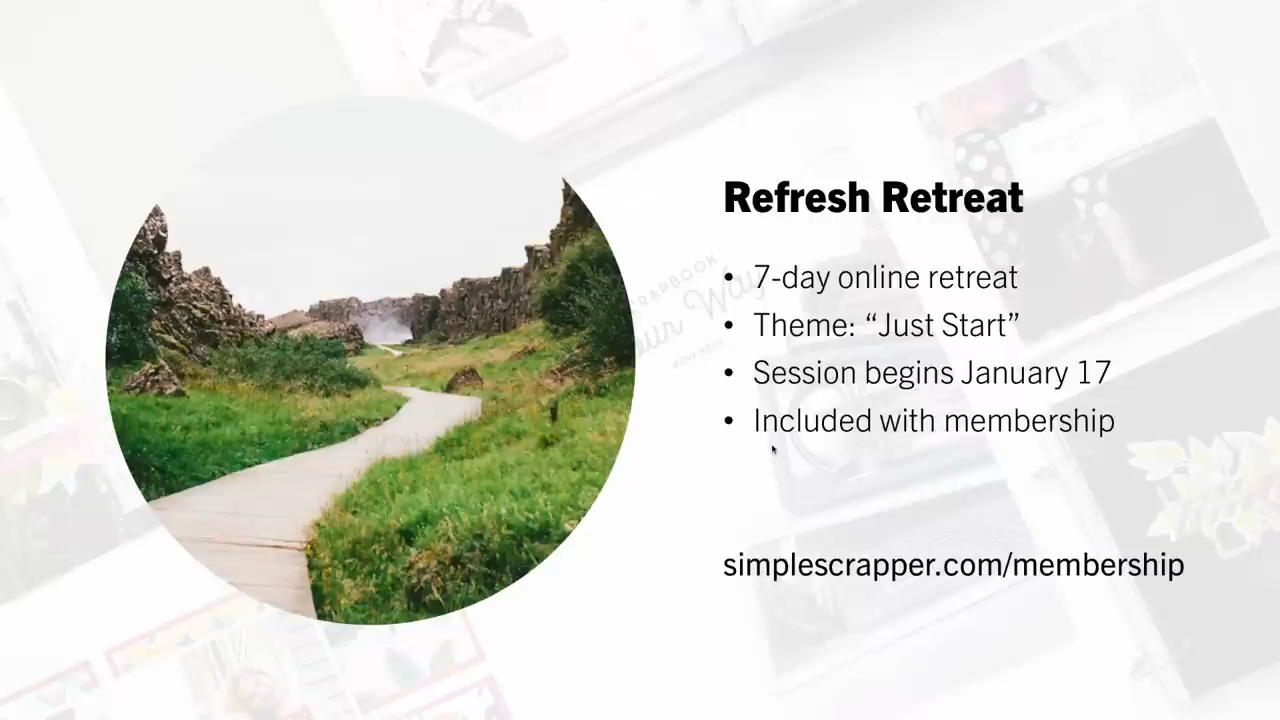 Refresh Retreat
• 7-day online retreat
• Theme: “Just Start”
• Session begins January 17
• Included with membership
simplescrapper.com/membership